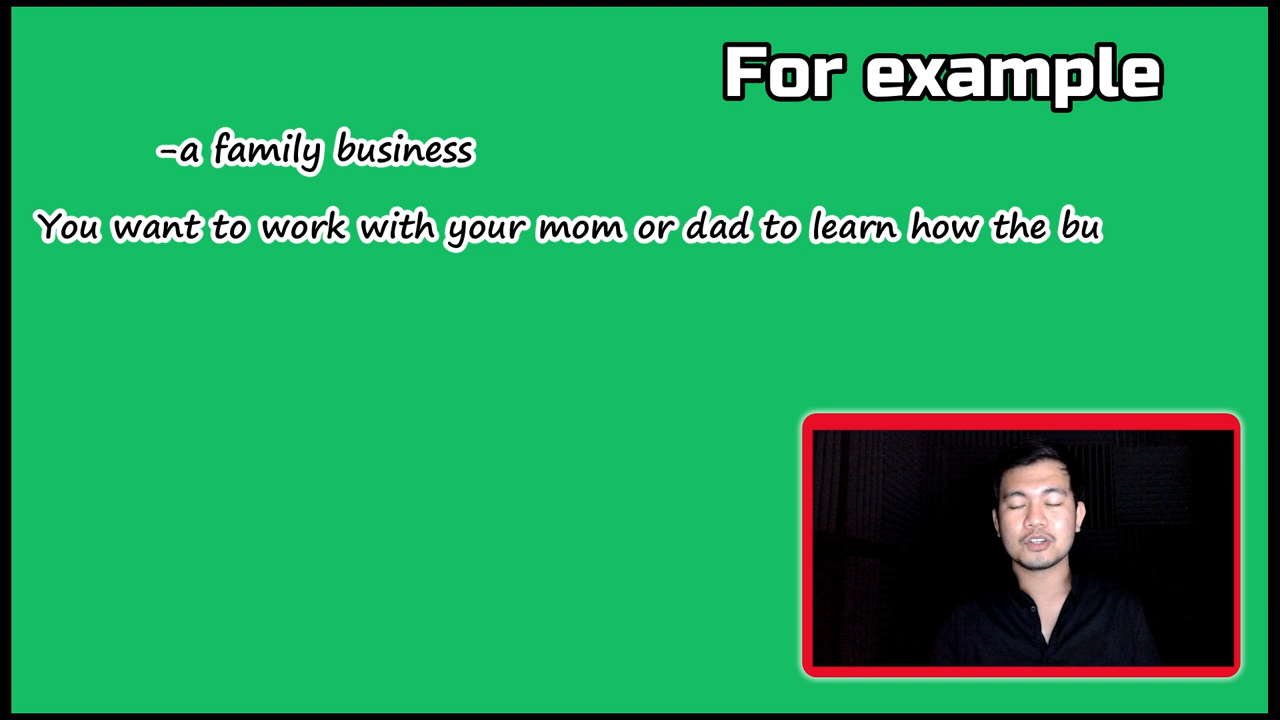 For example
-a family business
You want to work with your mom or dad to learn how the bu